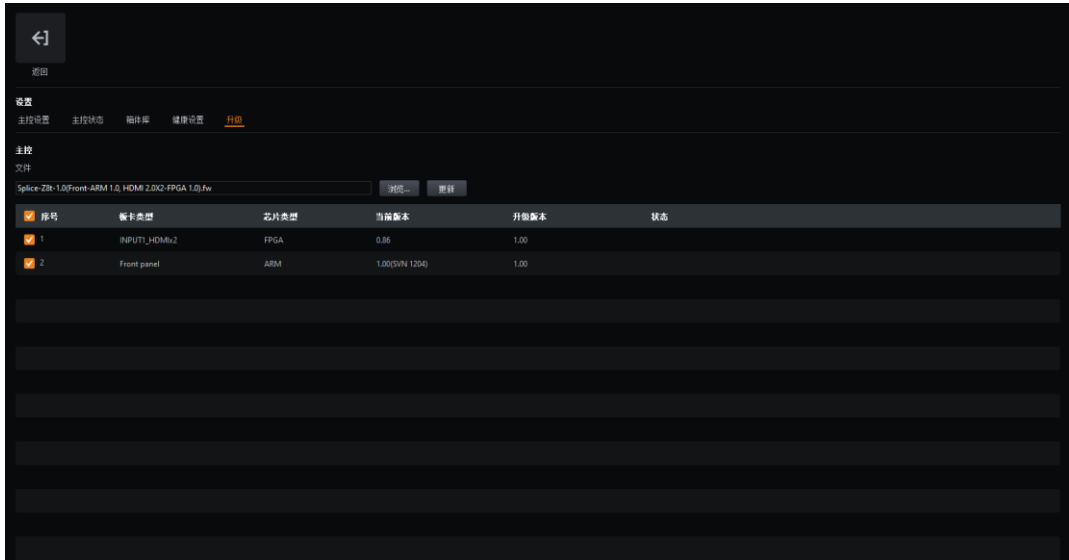 返回
设置
主控设置 主控状态 箱体库 健康设置 升级
主控
文件
Splice-Z8t-1.0(Front-ARM 1.0, HDMI 2.0X2-FPGA 1.0).fw 浏览... 更新
序号 板卡类型 芯片类型 当前版本 升级版本 状态
1 INPUT1_HDMIx2 FPGA 0.86 1.00
2 Front panel ARM 1.00(SVN 1204) 1.00